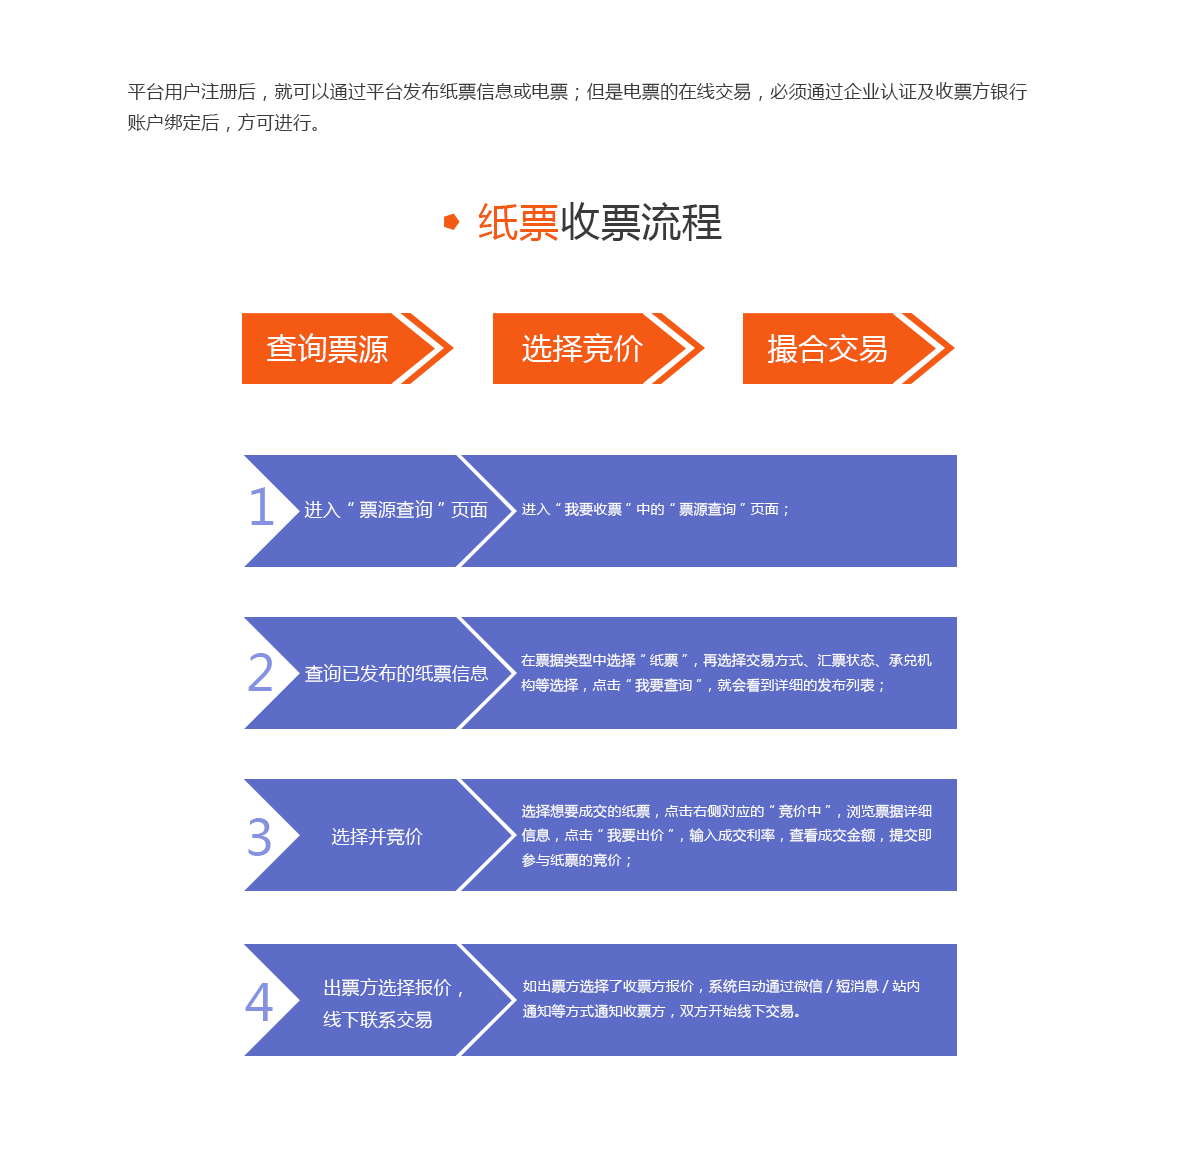 平台用户注册后，就可以通过平台发布纸票信息或电票；但是电票的在线交易，必须通过企业认证及收票方银行
账户绑定后，方可进行。
纸票收票流程
查询票源
选择竞价
撮合交易
1
进入“票源查询”页面
进入“我要收票”中的“票源查询”页面；
2
查询已发布的纸票信息
在票据类型中选择“纸票”，再选择交易方式、汇票状态、承兑机
构等选择，点击“我要查询”，就会看到详细的发布列表；
3
选择并竞价
选择想要成交的纸票，点击右侧对应的“竞价中”，浏览票据详细
信息，点击“我要出价”，输入成交利率，查看成交金额，提交即
参与纸票的竞价；
4
出票方选择报价，
线下联系交易
如出票方选择了收票方报价，系统自动通过微信/短消息/站内
通知等方式通知收票方，双方开始线下交易。